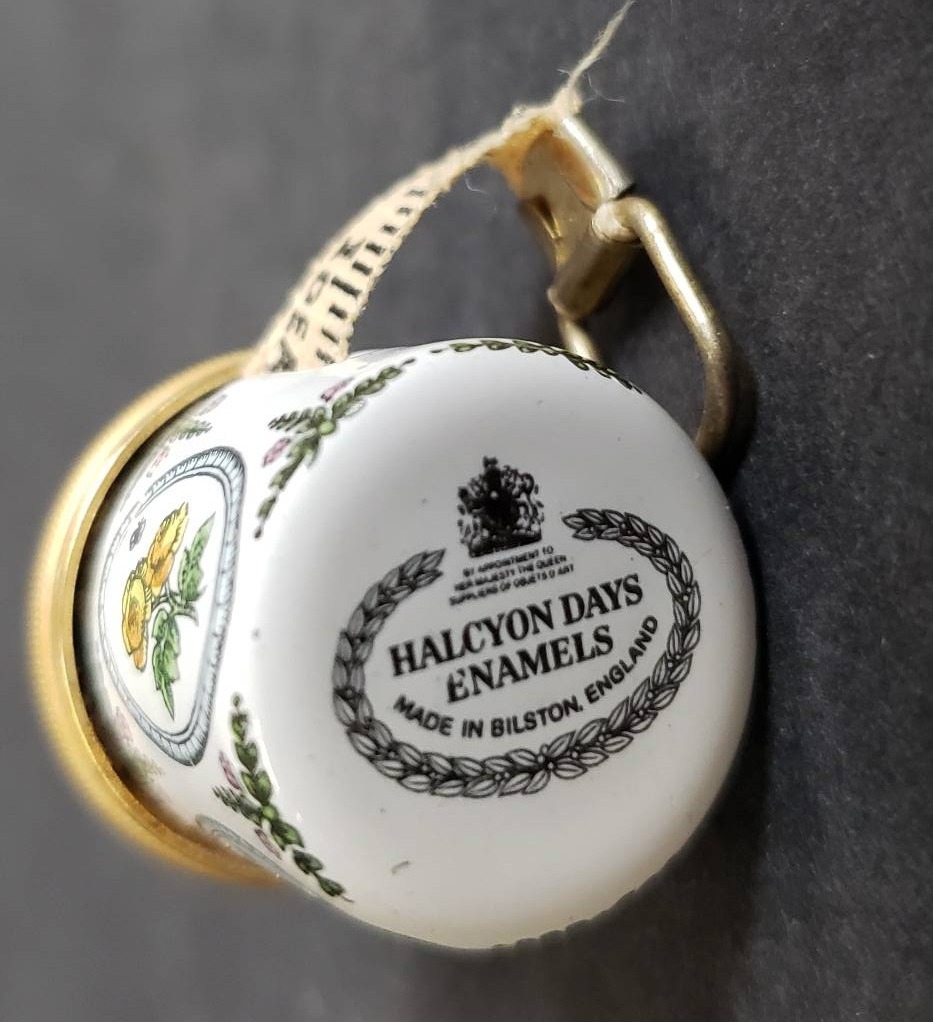 BY APPOINTMENT TO
HER MAJESTY THE QUEEN
SUPPLIERS OF OBJETS D'ART
HALCYON DAYS
ENAMELS
MADE IN BILSTON, ENGLAND